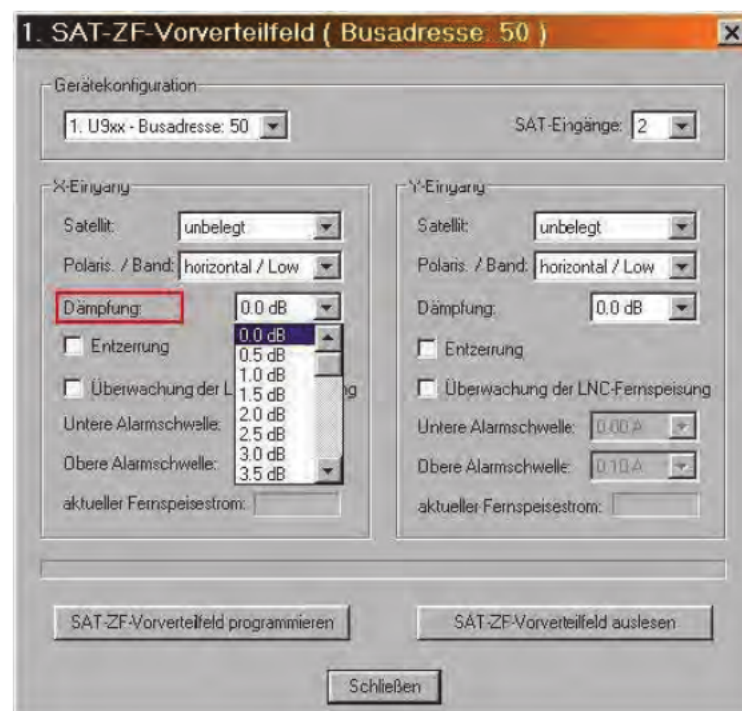 1. SAT-ZF-Vorverteilfeld ( Busadresse: 50 )
Gerätekonfiguration
1. U9xx - Busadresse: 50
SAT-Eingänge: 2
X-Eingang
Satellit: unbelegt
Polaris. / Band: horizontal / Low
Dämpfung: 0.0 dB
0.0 dB
0.5 dB
1.0 dB
1.5 dB
2.0 dB
2.5 dB
3.0 dB
3.5 dB
Entzerrung
Überwachung der L ng
Untere Alarmschwelle:
Obere Alarmschwelle:
aktueller Fernspeisestrom:
Y-Eingang
Satellit: unbelegt
Polaris. / Band: horizontal / Low
Dämpfung: 0.0 dB
Entzerrung
Überwachung der LNC-Fernspeisung
Untere Alarmschwelle: 0.00 A
Obere Alarmschwelle: 0.10 A
aktueller Fernspeisestrom:
SAT-ZF-Vorverteilfeld programmieren
SAT-ZF-Vorverteilfeld auslesen
Schließen